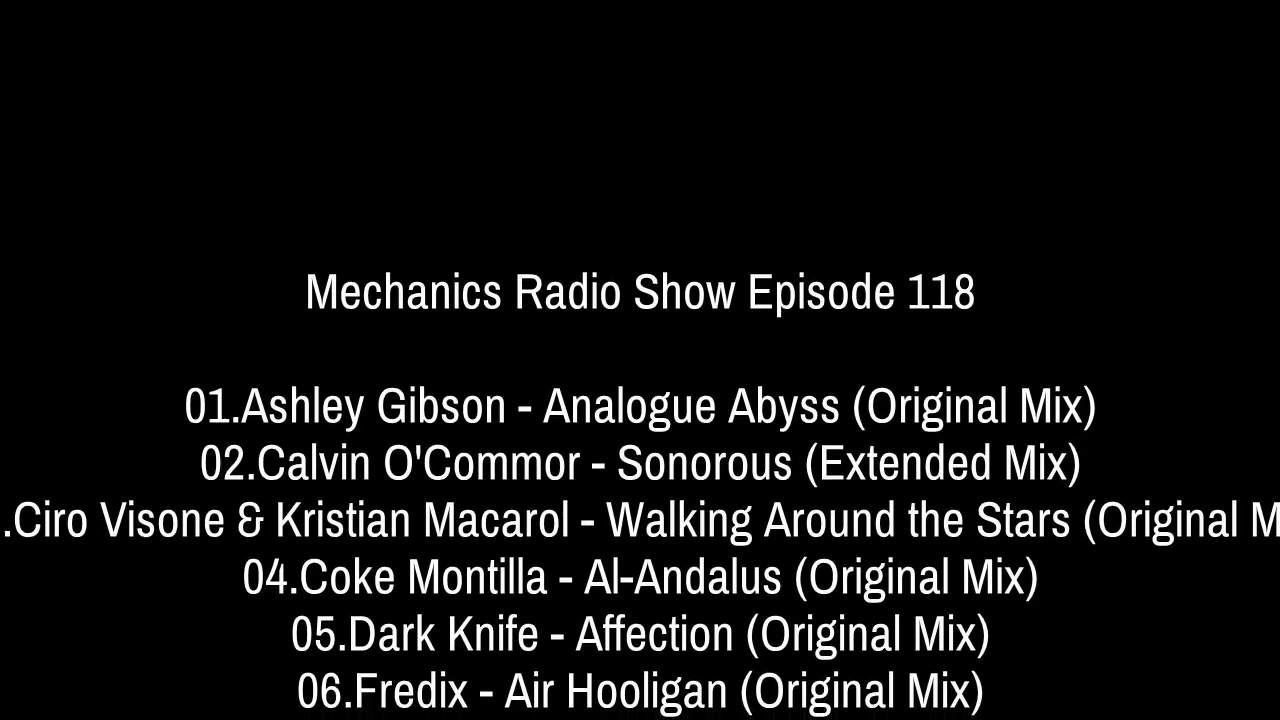 Mechanics Radio Show Episode 118
01.Ashley Gibson - Analogue Abyss (Original Mix)
02.Calvin O'Commor - Sonorous (Extended Mix)
.Ciro Visone & Kristian Macarol - Walking Around the Stars (Original M
04.Coke Montilla - Al-Andalus (Original Mix)
05.Dark Knife - Affection (Original Mix)
06.Fredix - Air Hooligan (Original Mix)